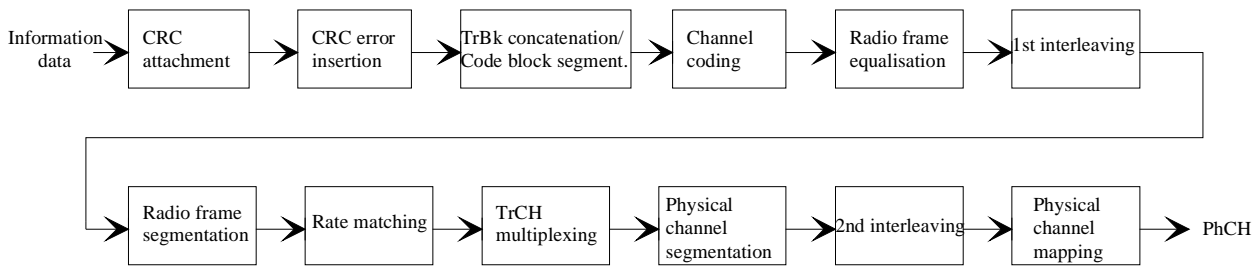 Information
data
CRC
attachment
CRC error
insertion
TrBk concatenation/
Code block segment.
Channel
coding
Radio frame
equalisation
1st interleaving
Radio frame
segmentation
Rate matching
TrCH
multiplexing
Physical
channel
segmentation
2nd interleaving
Physical
channel
mapping
PhCH